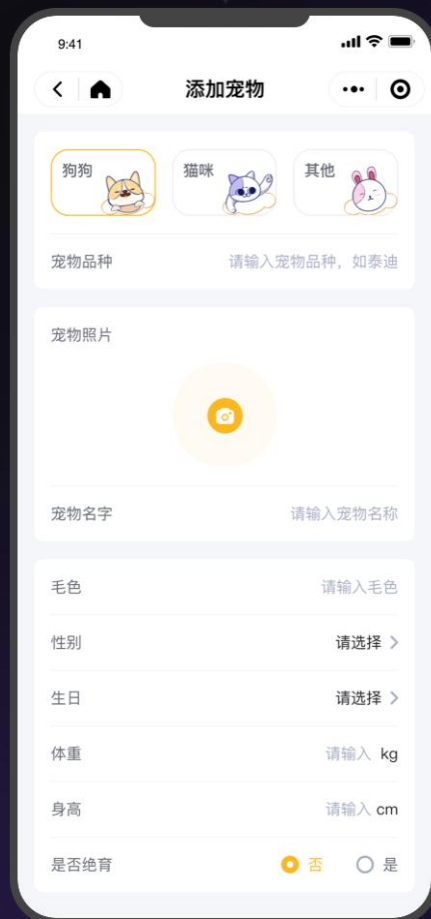 9:41
添加宠物
狗狗 猫咪 其他
宠物品种 请输入宠物品种，如泰迪
宠物照片
宠物名字 请输入宠物名称
毛色 请输入毛色
性别 请选择
生日 请选择
体重 请输入 kg
身高 请输入 cm
是否绝育 否 是